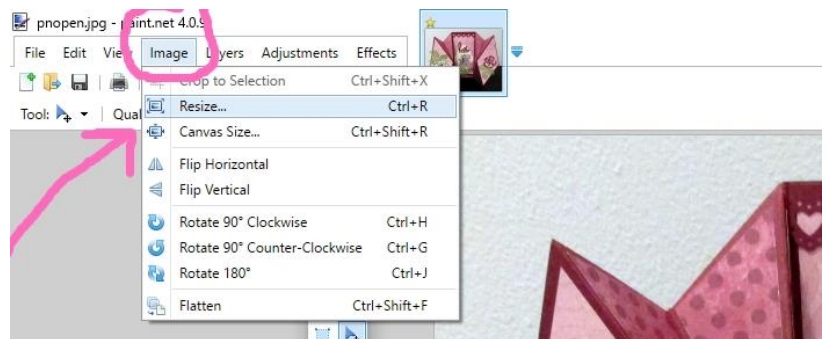 pnopen.jpg - paint.net 4.0.9
File Edit View Image Layers Adjustments Effects
Crop to Selection Ctrl+Shift+X
Resize... Ctrl+R
Tool: Qual
Canvas Size... Ctrl+Shift+R
Flip Horizontal
Flip Vertical
Rotate 90° Clockwise Ctrl+H
Rotate 90° Counter-Clockwise Ctrl+G
Rotate 180° Ctrl+J
Flatten Ctrl+Shift+F